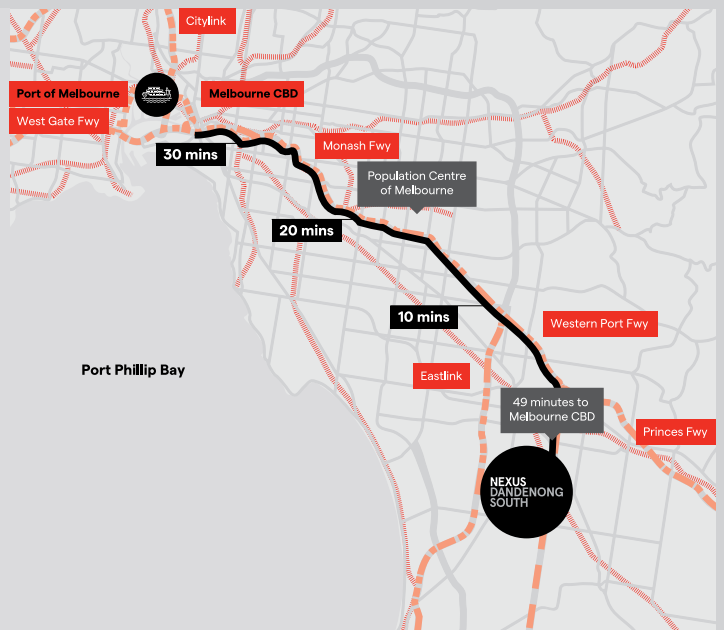 Citylink
Port of Melbourne
Melbourne CBD
West Gate Fwy
30 mins
Monash Fwy
Population Centre
of Melbourne
20 mins
10 mins
Western Port Fwy
Port Phillip Bay
Eastlink
49 minutes to
Melbourne CBD
Princes Fwy
NEXUS
DANDENONG
SOUTH